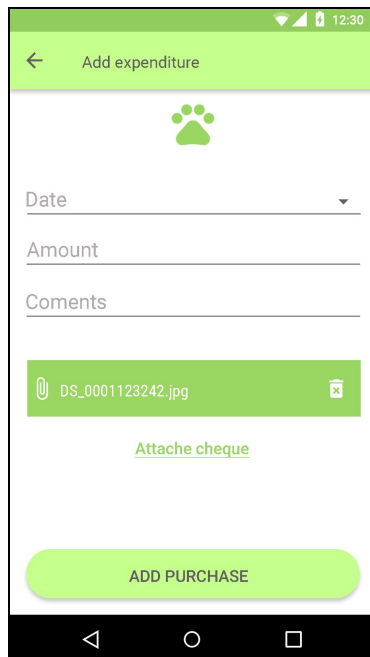 12:30
Add expenditure
Date
Amount
Coments
DS_0001123242.jpg
Attache cheque
ADD PURCHASE